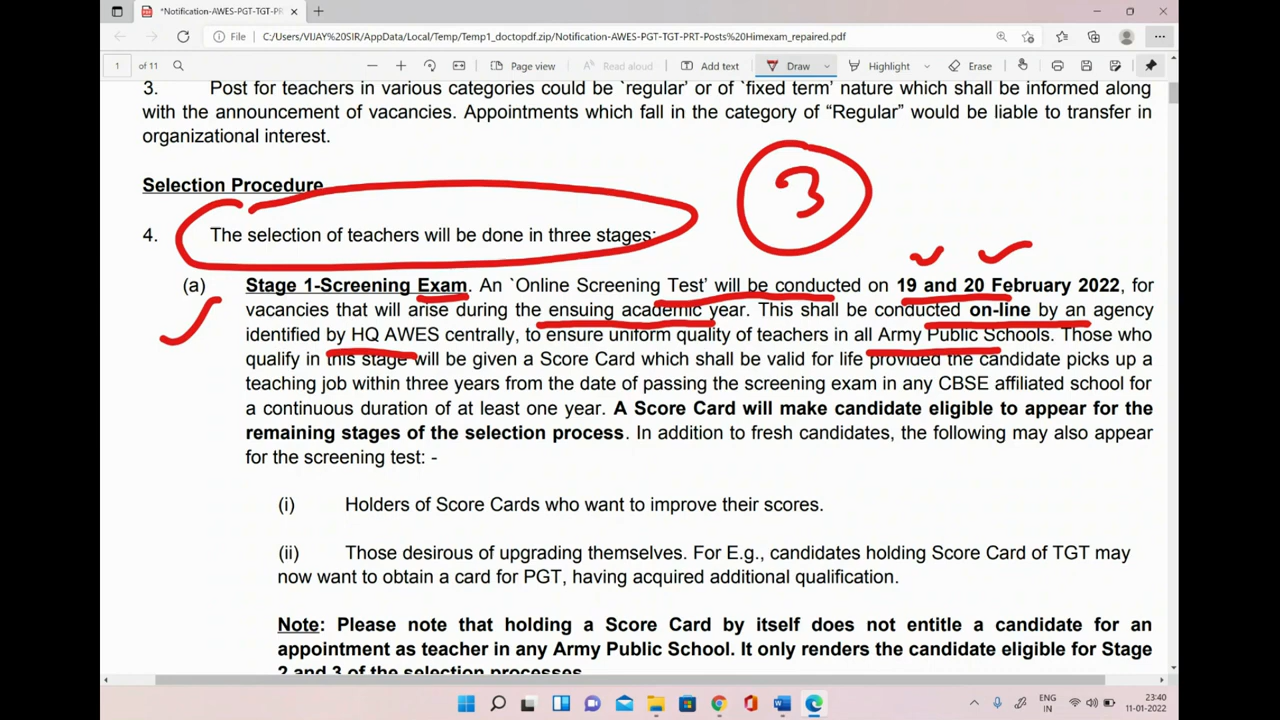 *Notification-AWES-PGT-TGT-PR
File
C:/Users/VIJAY%20SIR/AppData/Local/Temp/Temp1_doctopdf.zip/Notification-AWES-PGT-TGT-PRT-Posts%20Himexam_repaired.pdf
1 of 11
Page view
Read aloud
Add text
Draw
Highlight
Erase
3. Post for teachers in various categories could be `regular' or of `fixed term' nature which shall be informed along
with the announcement of vacancies. Appointments which fall in the category of “Regular” would be liable to transfer in
organizational interest.
Selection Procedure
3
4. The selection of teachers will be done in three stages:
(a) Stage 1-Screening Exam. An `Online Screening Test' will be conducted on 19 and 20 February 2022, for
vacancies that will arise during the ensuing academic year. This shall be conducted on-line by an agency
identified by HQ AWES centrally, to ensure uniform quality of teachers in all Army Public Schools. Those who
qualify in this stage will be given a Score Card which shall be valid for life provided the candidate picks up a
teaching job within three years from the date of passing the screening exam in any CBSE affiliated school for
a continuous duration of at least one year. A Score Card will make candidate eligible to appear for the
remaining stages of the selection process. In addition to fresh candidates, the following may also appear
for the screening test: -
(i) Holders of Score Cards who want to improve their scores.
(ii) Those desirous of upgrading themselves. For E.g., candidates holding Score Card of TGT may
now want to obtain a card for PGT, having acquired additional qualification.
Note: Please note that holding a Score Card by itself does not entitle a candidate for an
appointment as teacher in any Army Public School. It only renders the candidate eligible for Stage
2 and 3 of the selection processes.
ENG
IN
23:40
11-01-2022